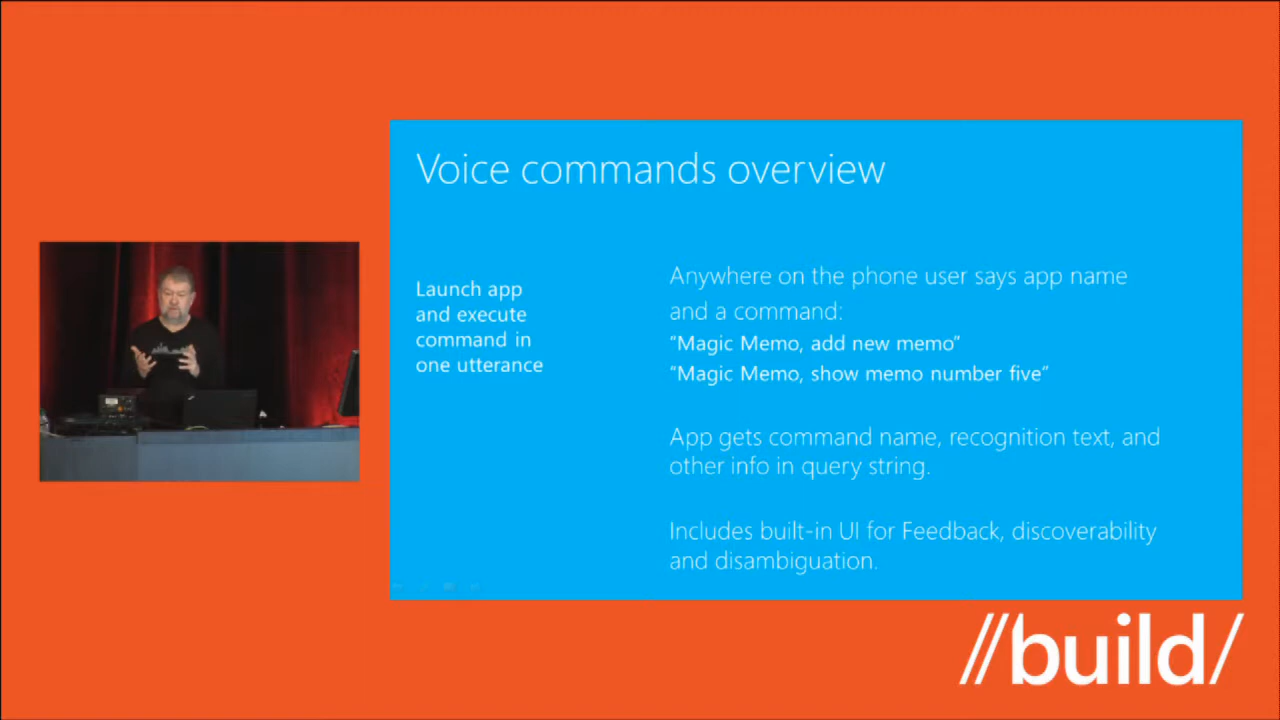 Voice commands overview
Launch app
and execute
command in
one utterance
Anywhere on the phone user says app name
and a command:
“Magic Memo, add new memo”
“Magic Memo, show memo number five”
App gets command name, recognition text, and
other info in query string.
Includes built-in UI for Feedback, discoverability
and disambiguation.
//build/